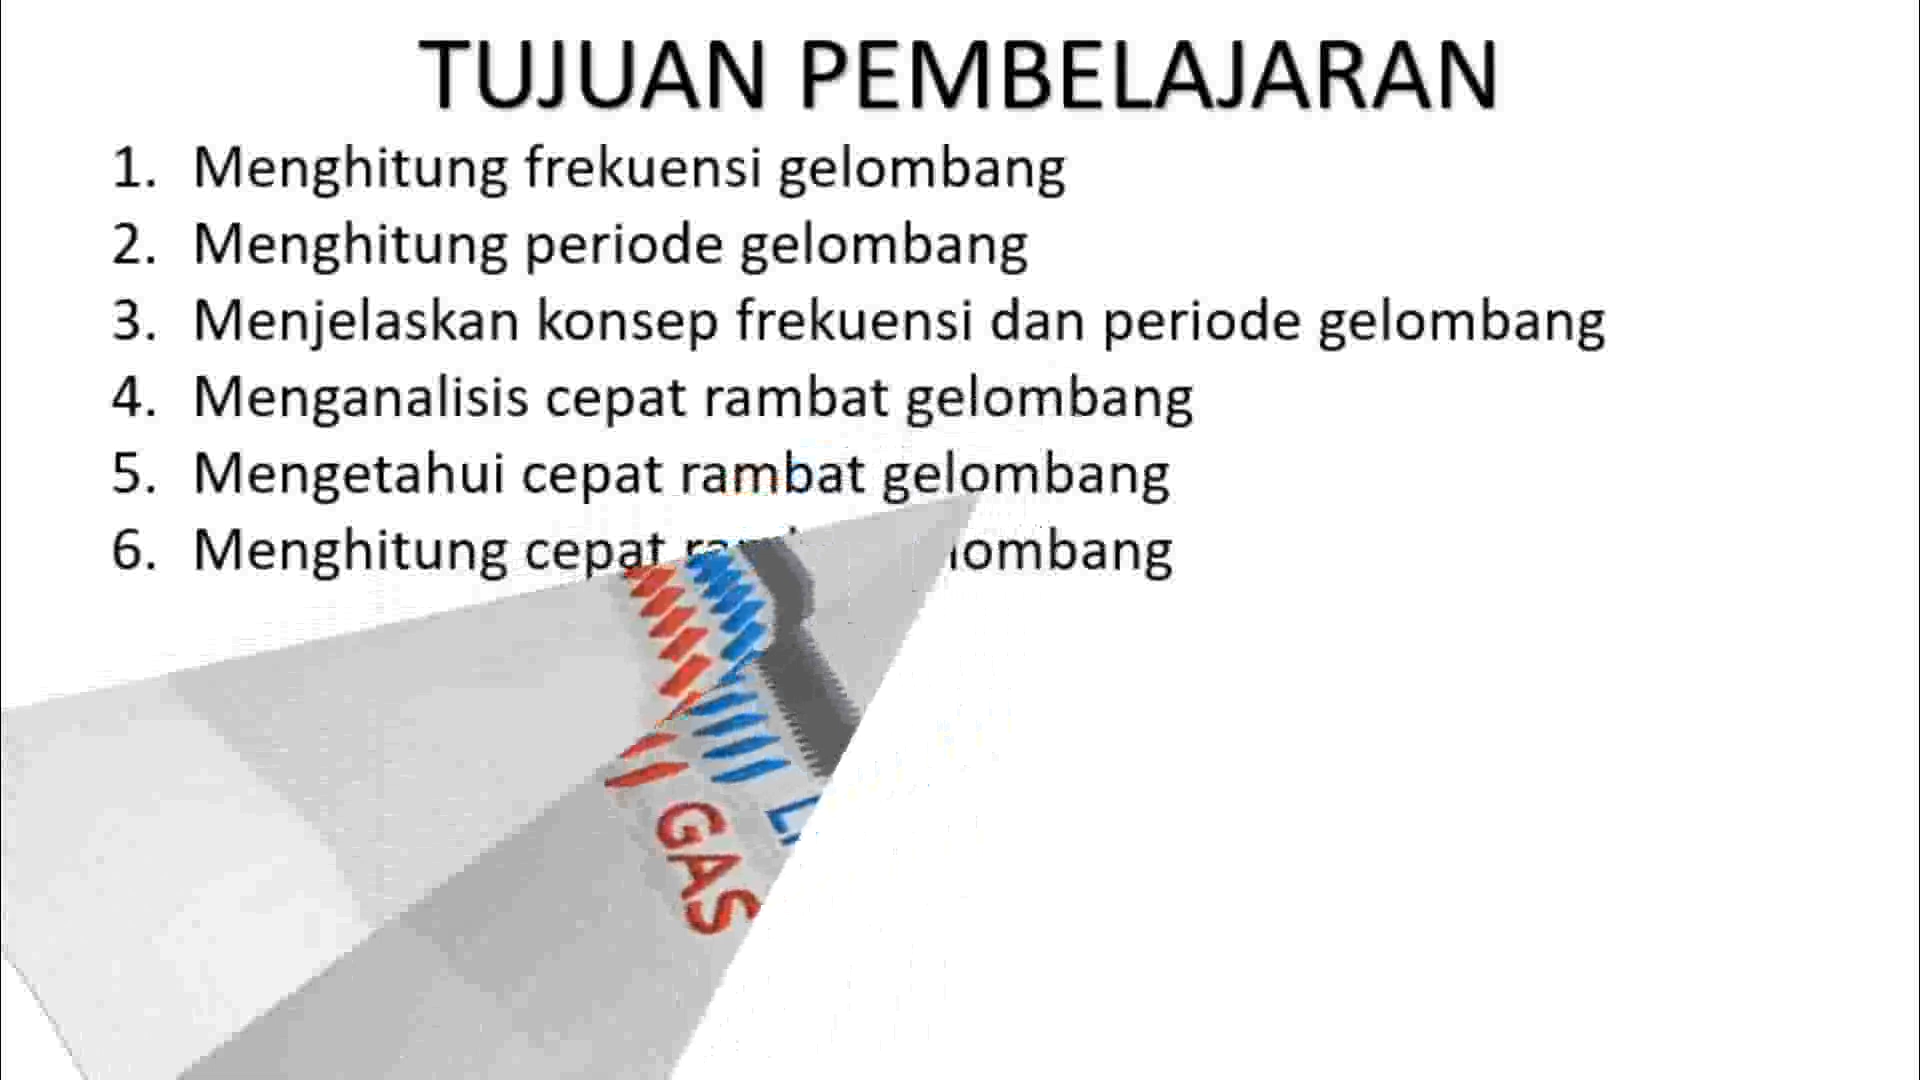 TUJUAN PEMBELAJARAN
1. Menghitung frekuensi gelombang
2. Menghitung periode gelombang
3. Menjelaskan konsep frekuensi dan periode gelombang
4. Menganalisis cepat rambat gelombang
5. Mengetahui cepat rambat gelombang
6. Menghitung cepat
GAS